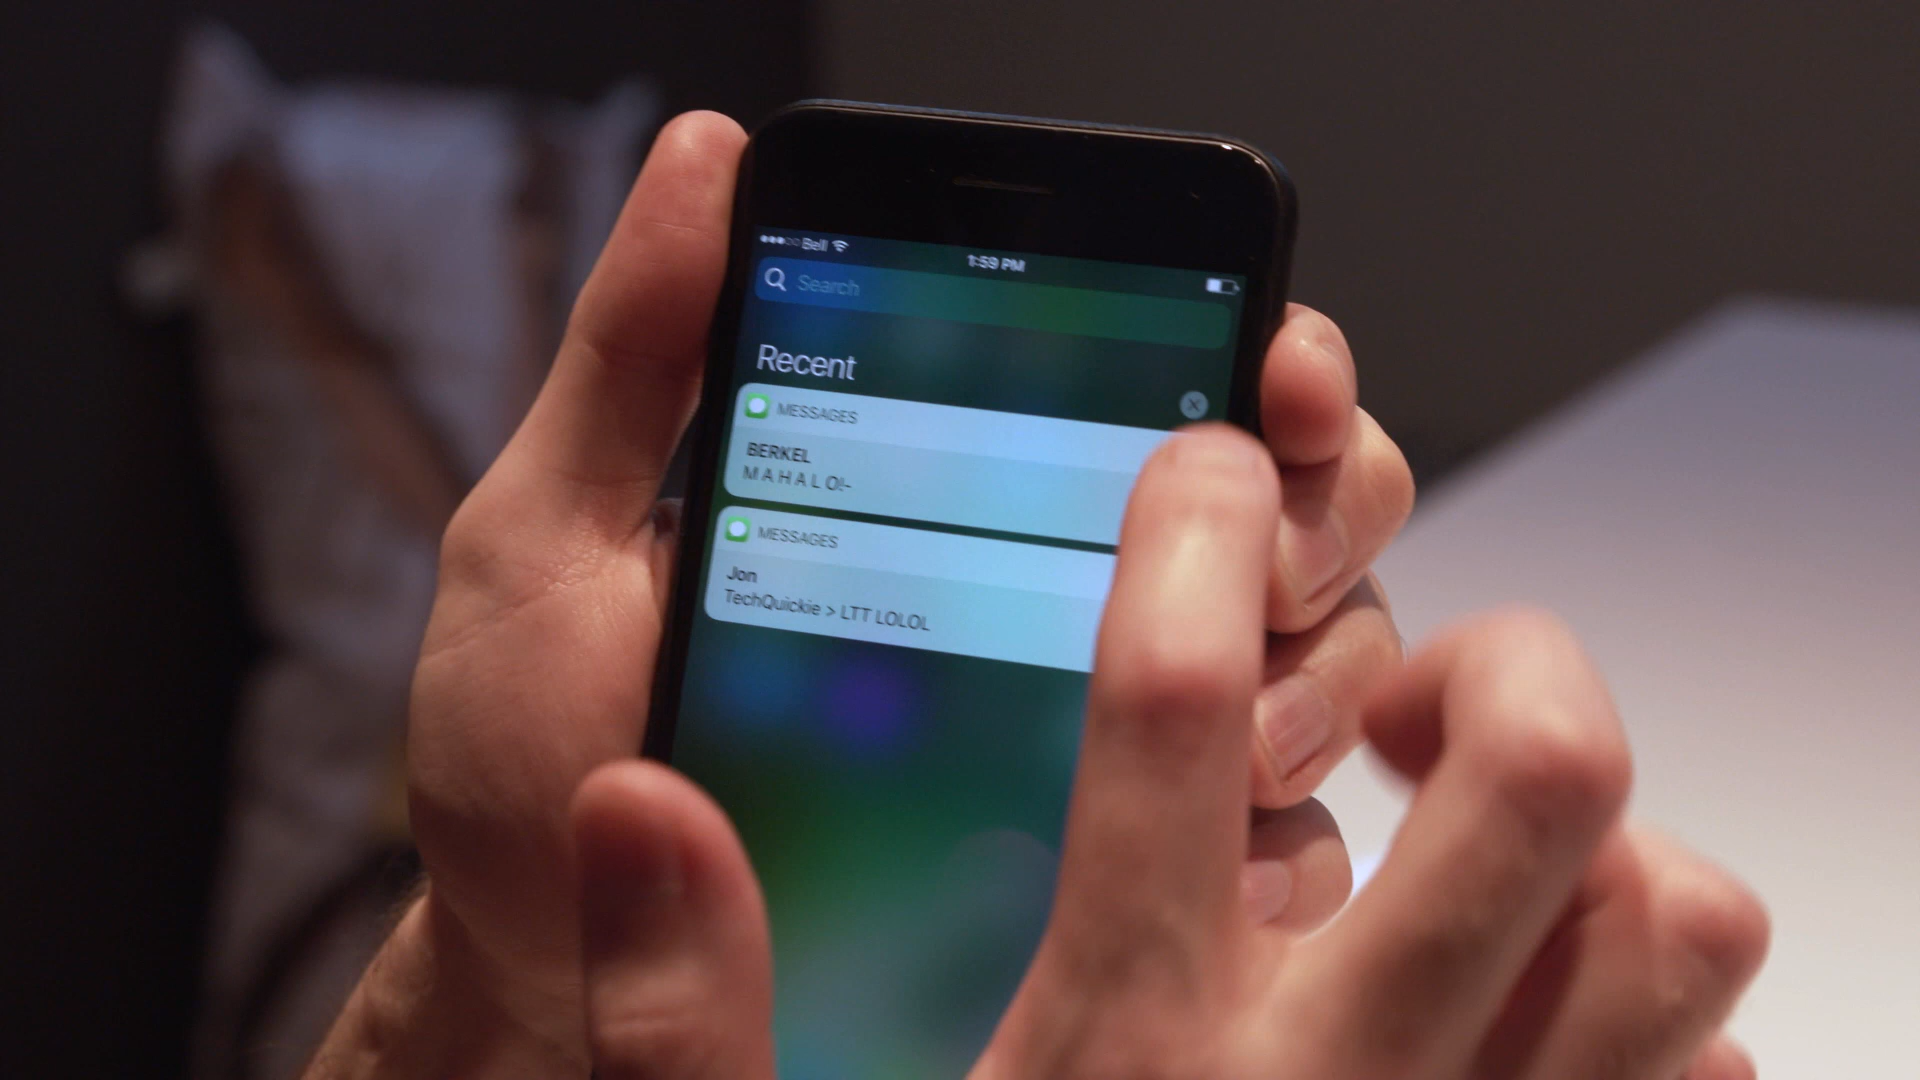 Bell
1:59 PM
Search
Recent
MESSAGES
BERKEL
M A H A L O!-
MESSAGES
Jon
TechQuickie > LTT LOLOL